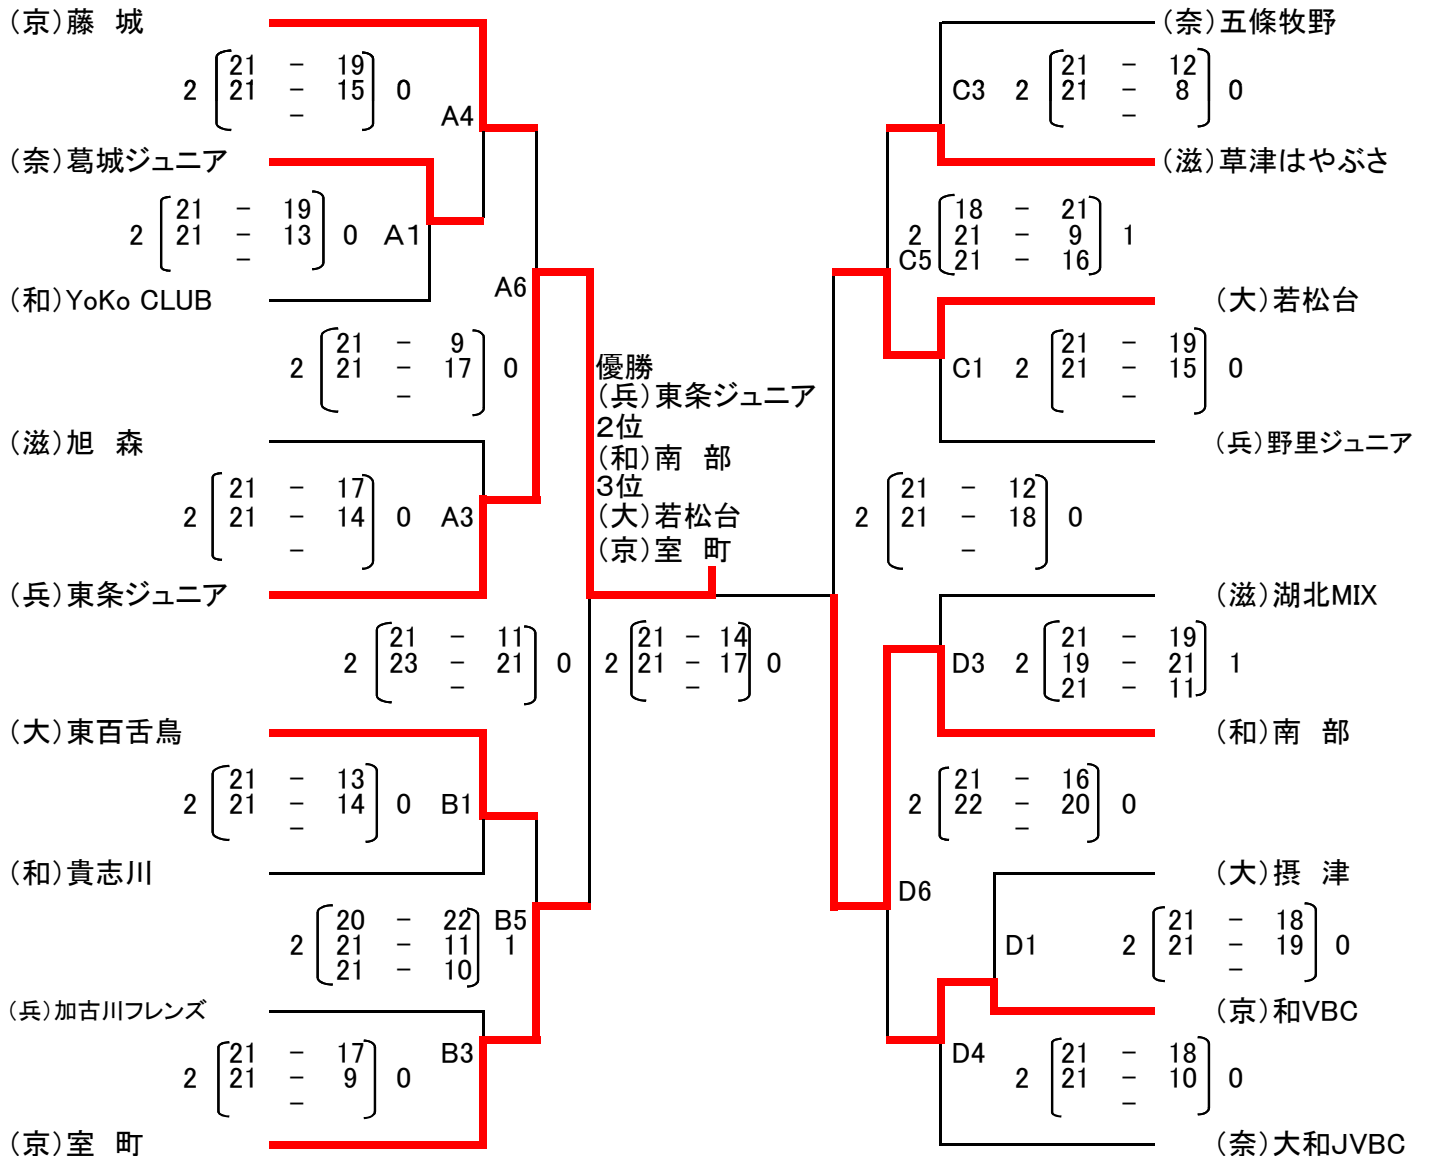 （京）藤　城
21 － 19
2 21 － 15 0
－
A4
（奈）葛城ジュニア
21 － 19
2 21 － 13 0 A1
－
（和）YoKo CLUB
A6
21 － 9
2 21 － 17 0
－
（滋）旭　森
21 － 17
2 21 － 14 0 A3
－
（兵）東条ジュニア
21 － 11
2 23 － 21 0
－
（大）東百舌鳥
21 － 13
2 21 － 14 0 B1
－
（和）貴志川
20 － 22 B5
2 21 － 11 1
21 － 10
（兵）加古川フレンズ
21 － 17 B3
2 21 － 9 0
－
（京）室　町
優勝
（兵）東条ジュニア
２位
（和）南　部
３位
（大）若松台
（京）室　町
21 － 14
2 21 － 17 0
－
（奈）五條牧野
21 － 12
C3 2 21 － 8 0
－
（滋）草津はやぶさ
18 － 21
2 21 － 9 1
C5 21 － 16
（大）若松台
21 － 19
C1 2 21 － 15 0
－
（兵）野里ジュニア
21 － 12
2 21 － 18 0
－
（滋）湖北MIX
21 － 19
D3 2 19 － 21 1
21 － 11
（和）南　部
21 － 16
2 22 － 20 0
－
（大）摂　津
D6
21 － 18
D1 2 21 － 19 0
－
（京）和VBC
D4 21 － 18
2 21 － 10 0
－
（奈）大和JVBC